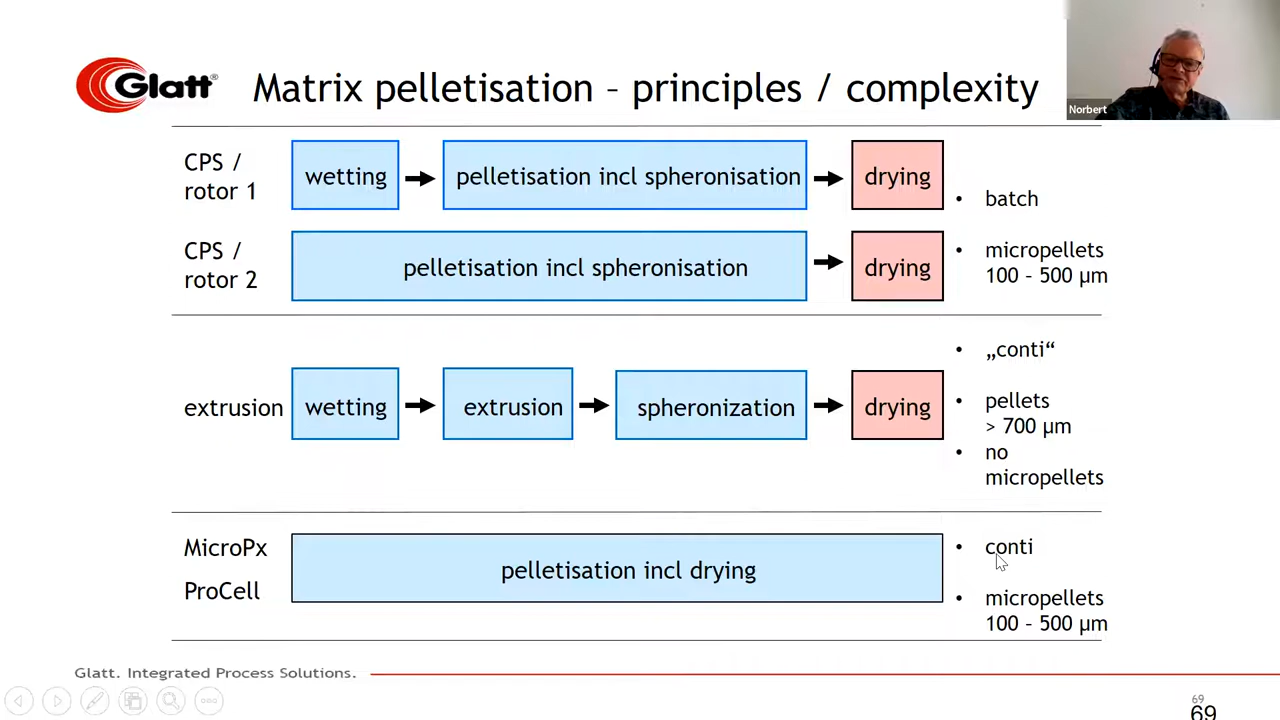 Glatt®
Matrix pelletisation – principles / complexity
Norbert
CPS /
rotor 1
wetting
pelletisation incl spheronisation
drying
• batch
CPS /
rotor 2
pelletisation incl spheronisation
drying
• micropellets
100 – 500 µm
extrusion
wetting
extrusion
spheronization
drying
• „conti“
• pellets
> 700 µm
• no
micropellets
MicroPx
ProCell
pelletisation incl drying
• conti
• micropellets
100 – 500 µm
Glatt. Integrated Process Solutions.
69
69